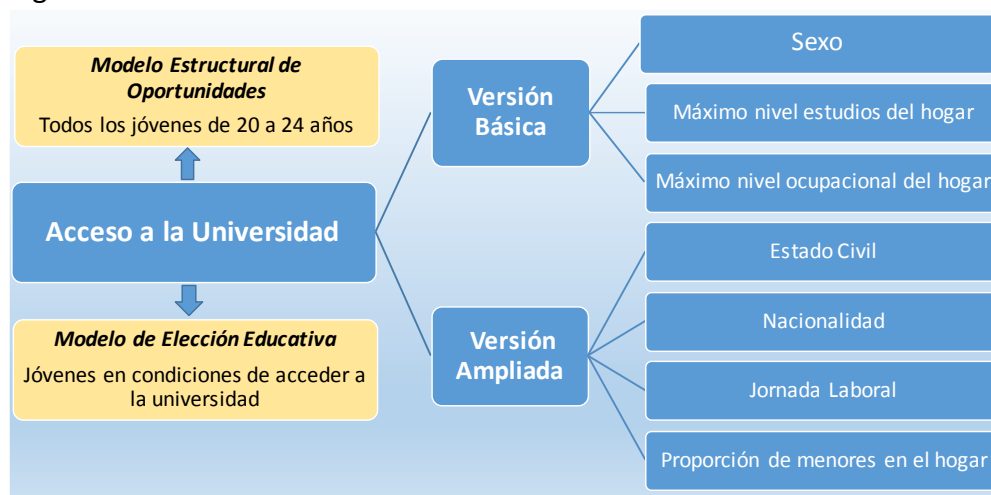 Modelo Estructural de
Oportunidades
Todos los jóvenes de 20 a 24 años
Acceso a la Universidad
Modelo de Elección Educativa
Jóvenes en condiciones de acceder a
la universidad
Versión
Básica
Versión
Ampliada
Sexo
Máximo nivel estudios del hogar
Máximo nivel ocupacional del hogar
Estado Civil
Nacionalidad
Jornada Laboral
Proporción de menores en el hogar